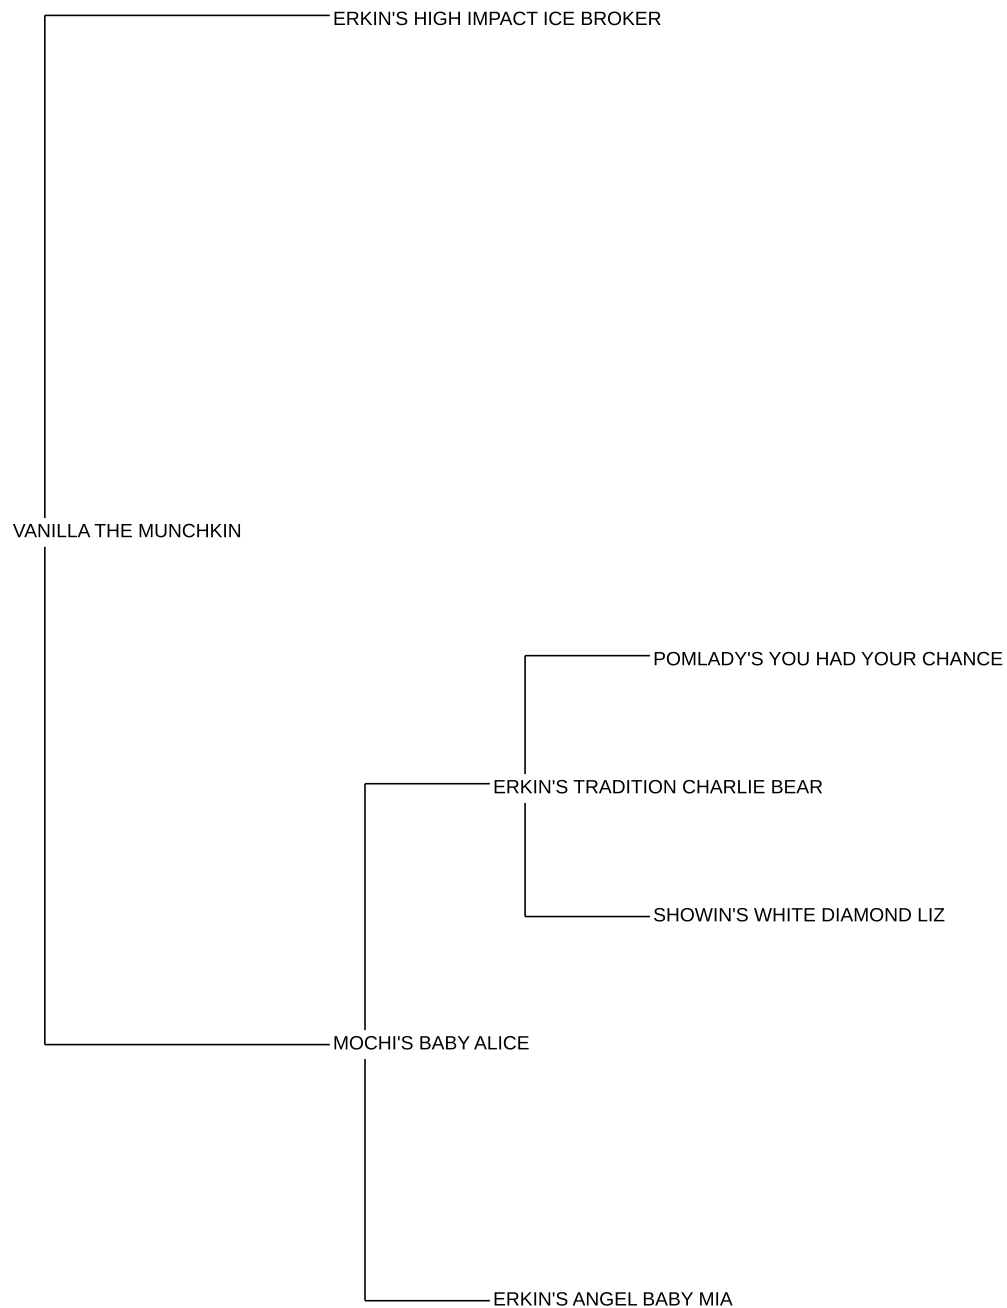 ERKIN'S HIGH IMPACT ICE BROKER
VANILLA THE MUNCHKIN
POMLADY'S YOU HAD YOUR CHANCE
ERKIN'S TRADITION CHARLIE BEAR
SHOWIN'S WHITE DIAMOND LIZ
MOCHI'S BABY ALICE
ERKIN'S ANGEL BABY MIA